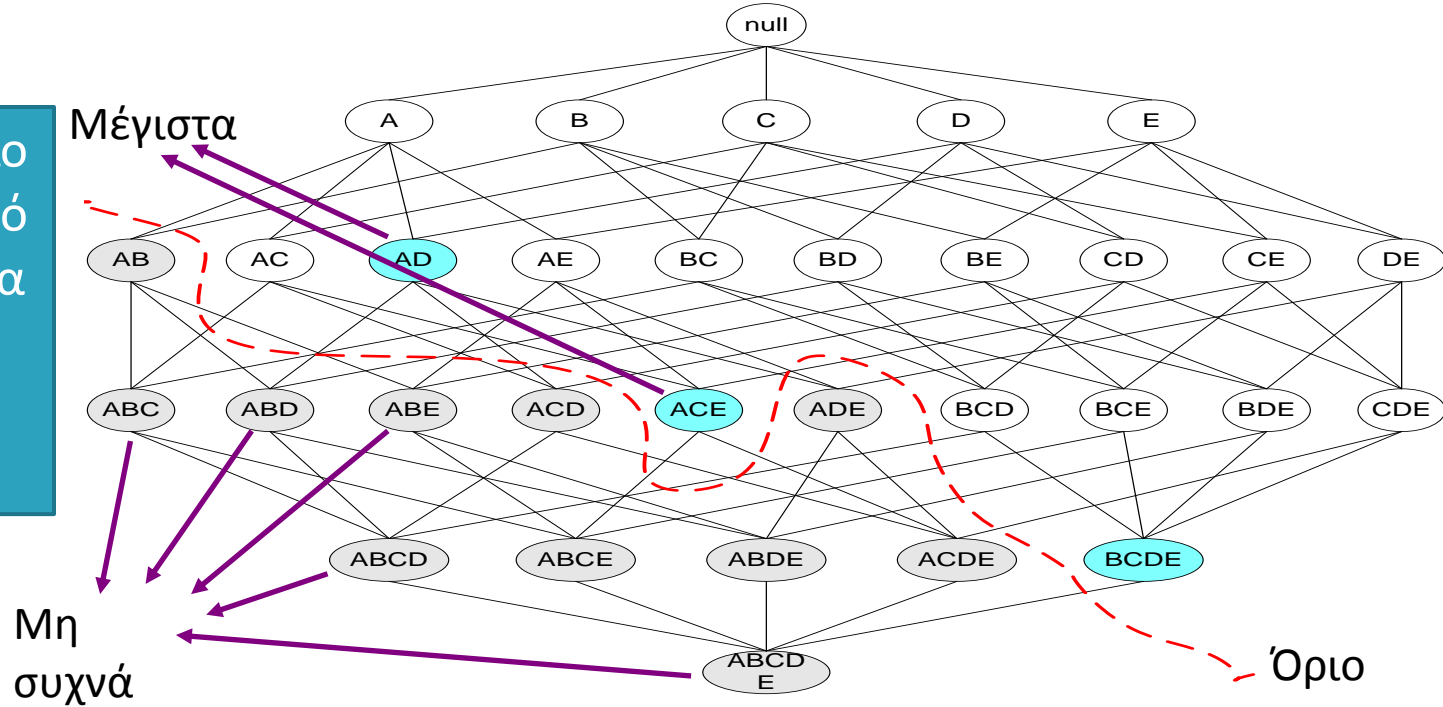 null
Μέγιστα
A B C D E
AB AC AD AE BC BD BE CD CE DE
ABC ABD ABE ACD ACE ADE BCD BCE BDE CDE
ABCD ABCE ABDE ACDE BCDE
ABCD
E
Μη
συχνά
Όριο